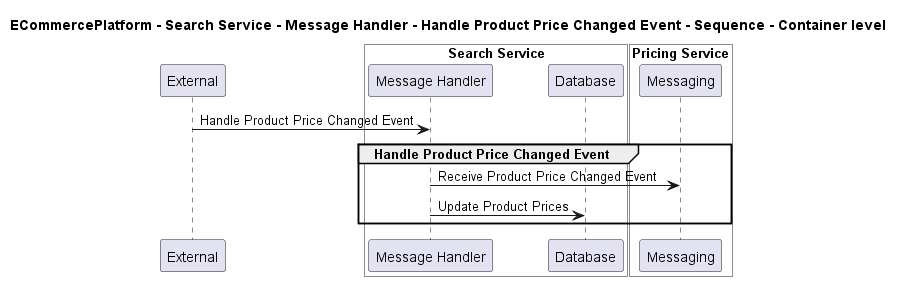 ECommercePlatform - Search Service - Message Handler - Handle Product Price Changed Event - Sequence - Container level
Search Service
Pricing Service
External
Message Handler
Database
Messaging
Handle Product Price Changed Event
Handle Product Price Changed Event
Receive Product Price Changed Event
Update Product Prices
External
Message Handler
Database
Messaging